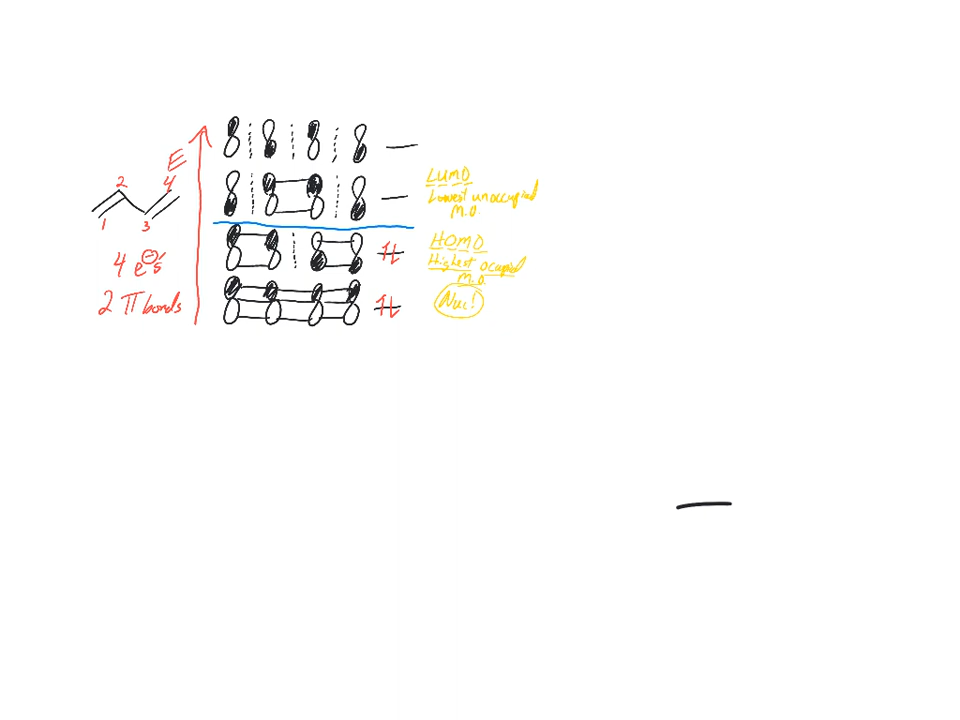 E
2
4
1
3
4 e⊖'s
2 π bonds
LUMO
Lowest unoccupied
M.O.
HOMO
Highest occupied
M.O.
Nuc!